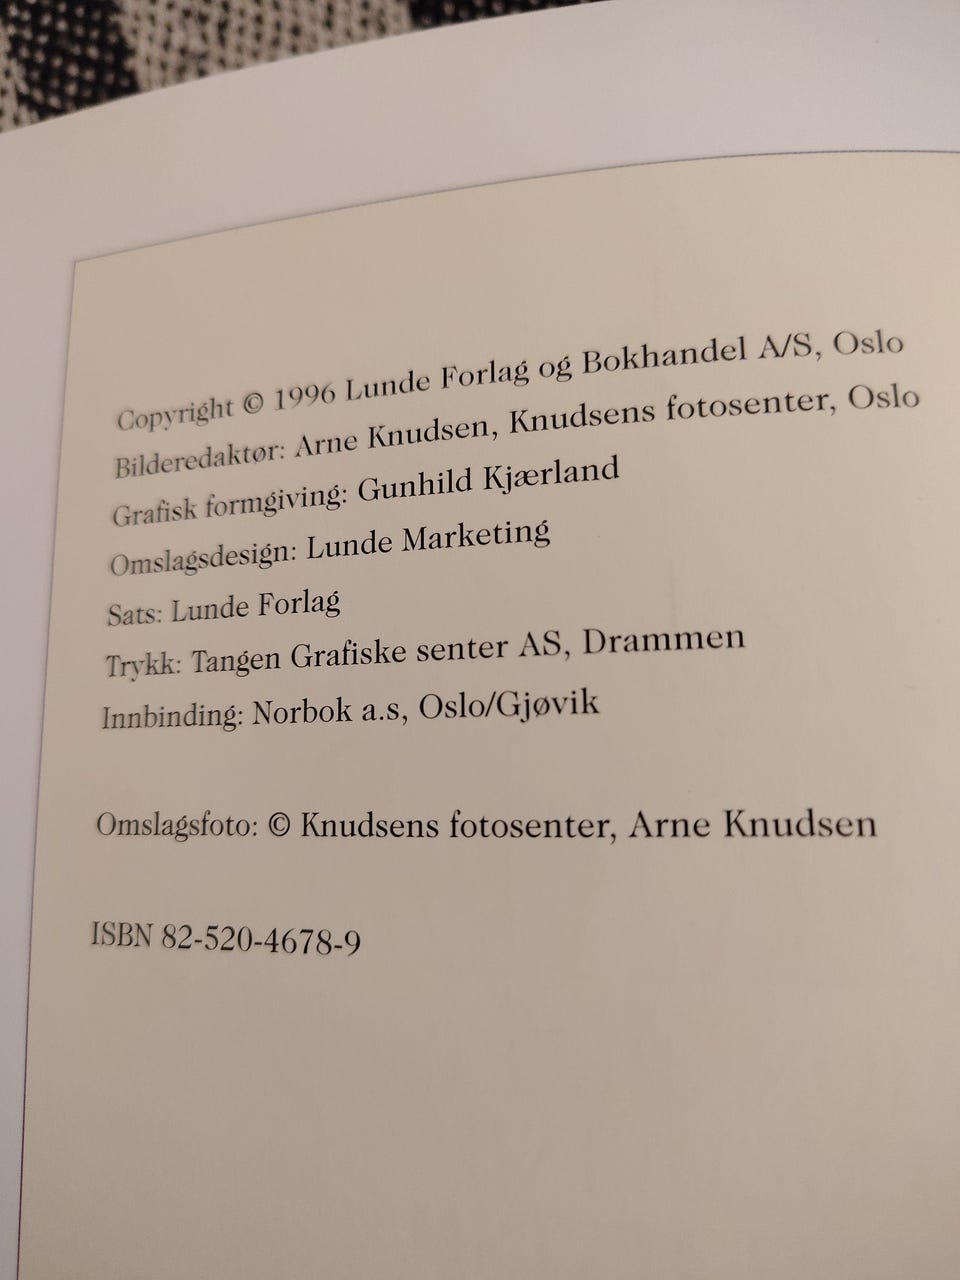 Copyright © 1996 Lunde Forlag og Bokhandel A/S, Oslo
Bilderedaktør: Arne Knudsen, Knudsens fotosenter, Oslo
Grafisk formgiving: Gunhild Kjærland
Omslagsdesign: Lunde Marketing
Sats: Lunde Forlag
Trykk: Tangen Grafiske senter AS, Drammen
Innbinding: Norbok a.s, Oslo/Gjøvik
Omslagsfoto: © Knudsens fotosenter, Arne Knudsen
ISBN 82-520-4678-9